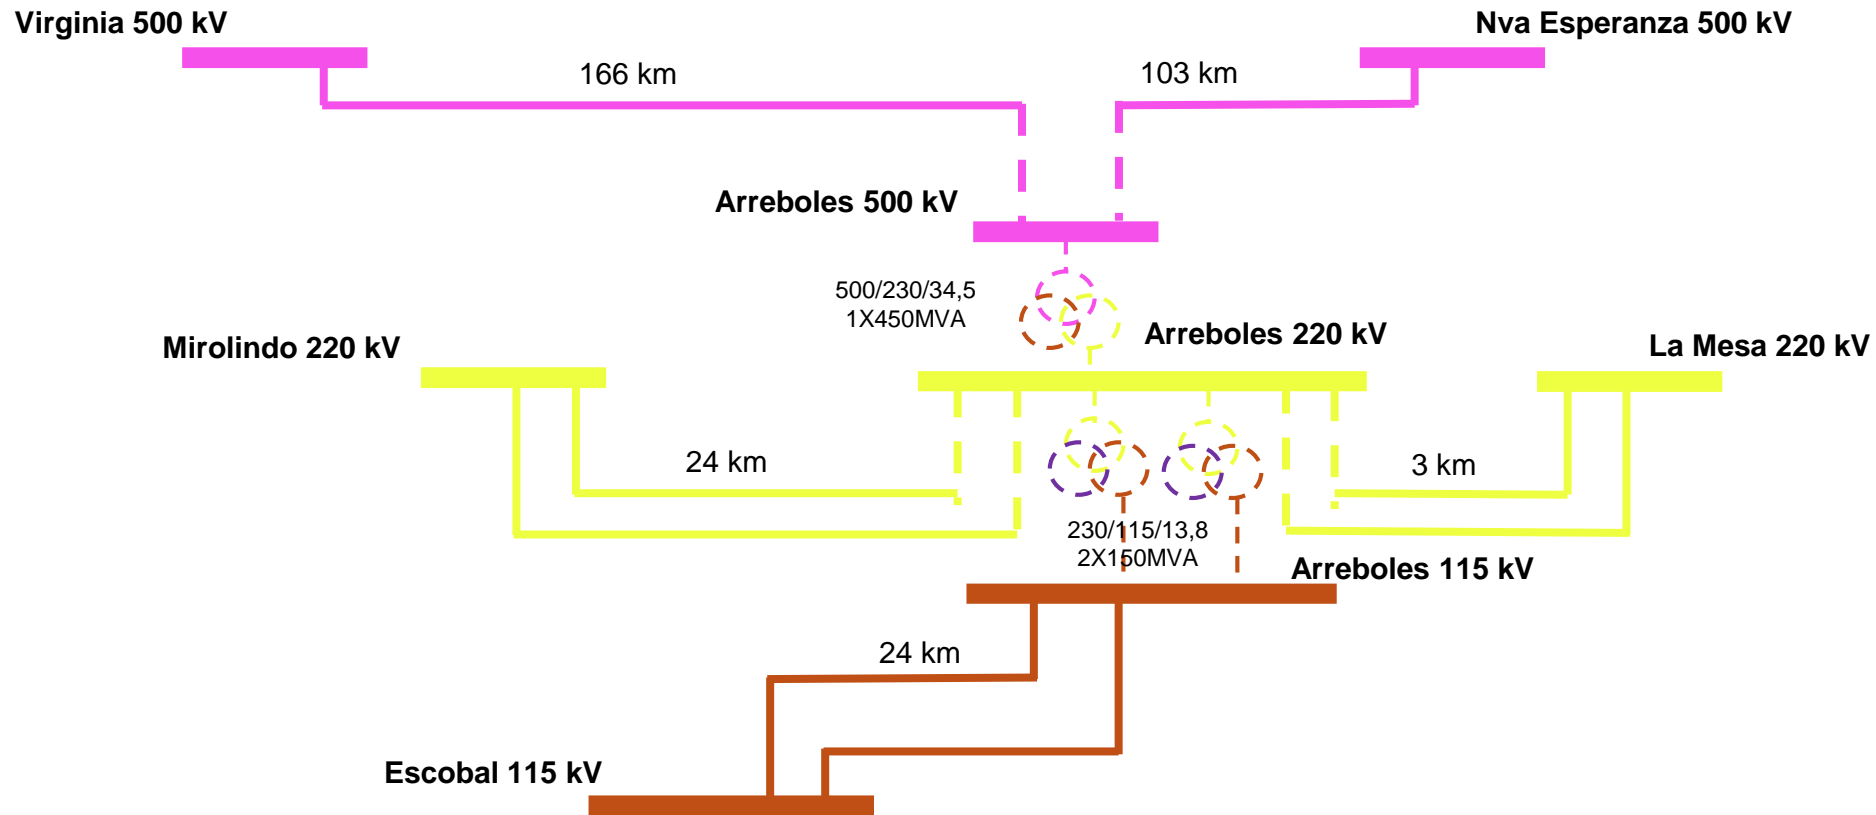 Virginia 500 kV
Nva Esperanza 500 kV
166 km
103 km
Arreboles 500 kV
500/230/34,5
1X450MVA
Arreboles 220 kV
Mirolindo 220 kV
La Mesa 220 kV
24 km
3 km
230/115/13,8
2X150MVA
Arreboles 115 kV
24 km
Escobal 115 kV